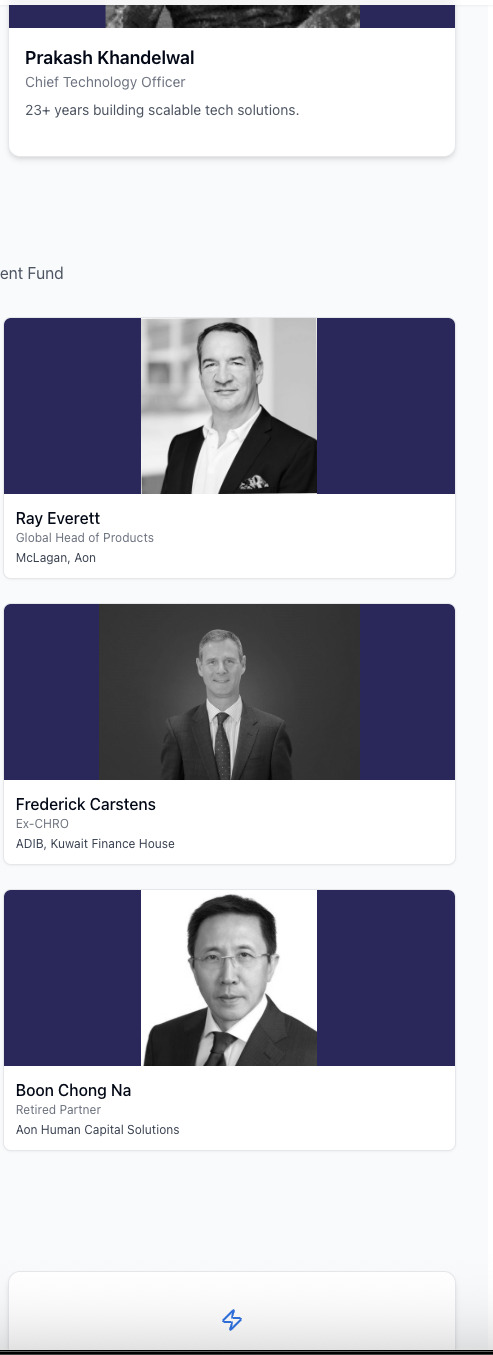 Prakash Khandelwal
Chief Technology Officer
23+ years building scalable tech solutions.
ent Fund
Ray Everett
Global Head of Products
McLagan, Aon
Frederick Carstens
Ex-CHRO
ADIB, Kuwait Finance House
Boon Chong Na
Retired Partner
Aon Human Capital Solutions